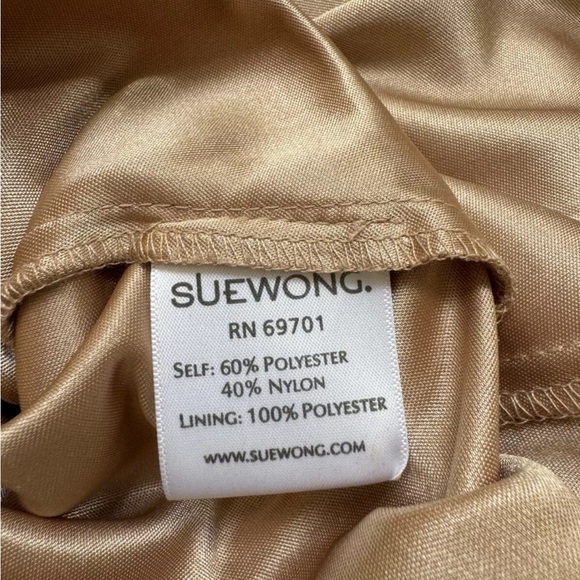 SUEWONG.
RN 69701
SELF: 60% POLYESTER
40% NYLON
LINING: 100% POLYESTER
WWW.SUEWONG.COM